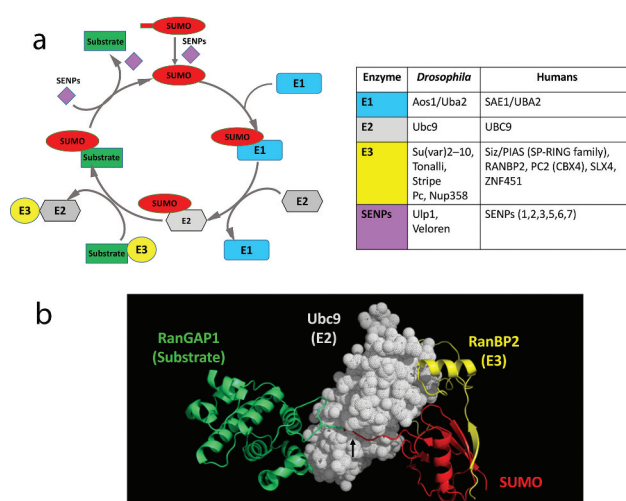 a
SUMO
SENPs
Substrate
SENPs
SUMO
E1
SUMO
E1
SUMO
Substrate
E3
E2
SUMO
E2
E2
Substrate
E3
E1
Enzyme Drosophila Humans
E1 Aos1/Uba2 SAE1/UBA2
E2 Ubc9 UBC9
E3 Su(var)2–10, Siz/PIAS (SP-RING family),
Tonalli, RANBP2, PC2 (CBX4), SLX4,
Stripe ZNF451
Pc, Nup358
SENPs Ulp1, SENPs (1,2,3,5,6,7)
Veloren
b
RanGAP1
(Substrate)
Ubc9
(E2)
RanBP2
(E3)
SUMO